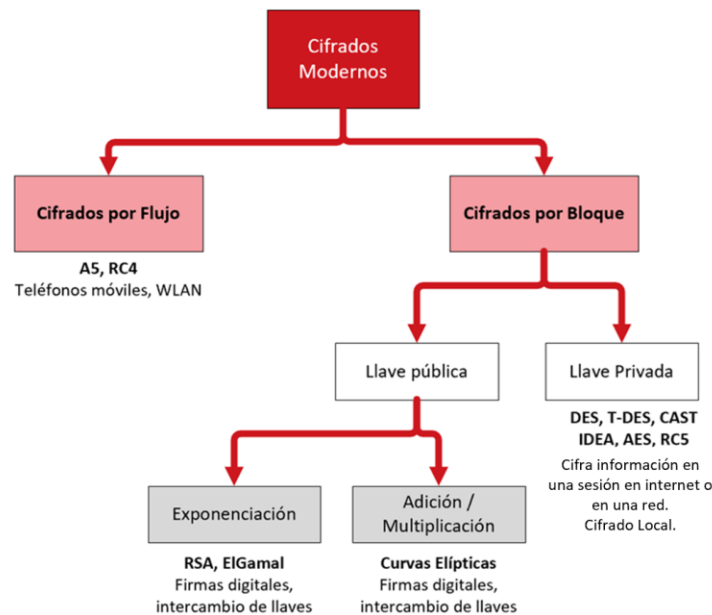 Cifrados
Modernos
Cifrados por Flujo
A5, RC4
Teléfonos móviles, WLAN
Cifrados por Bloque
Llave pública
Llave Privada
DES, T-DES, CAST
IDEA, AES, RC5
Cifra información en
una sesión en internet o
en una red.
Cifrado Local.
Exponenciación
RSA, ElGamal
Firmas digitales,
intercambio de llaves
Adición /
Multiplicación
Curvas Elípticas
Firmas digitales,
intercambio de llaves